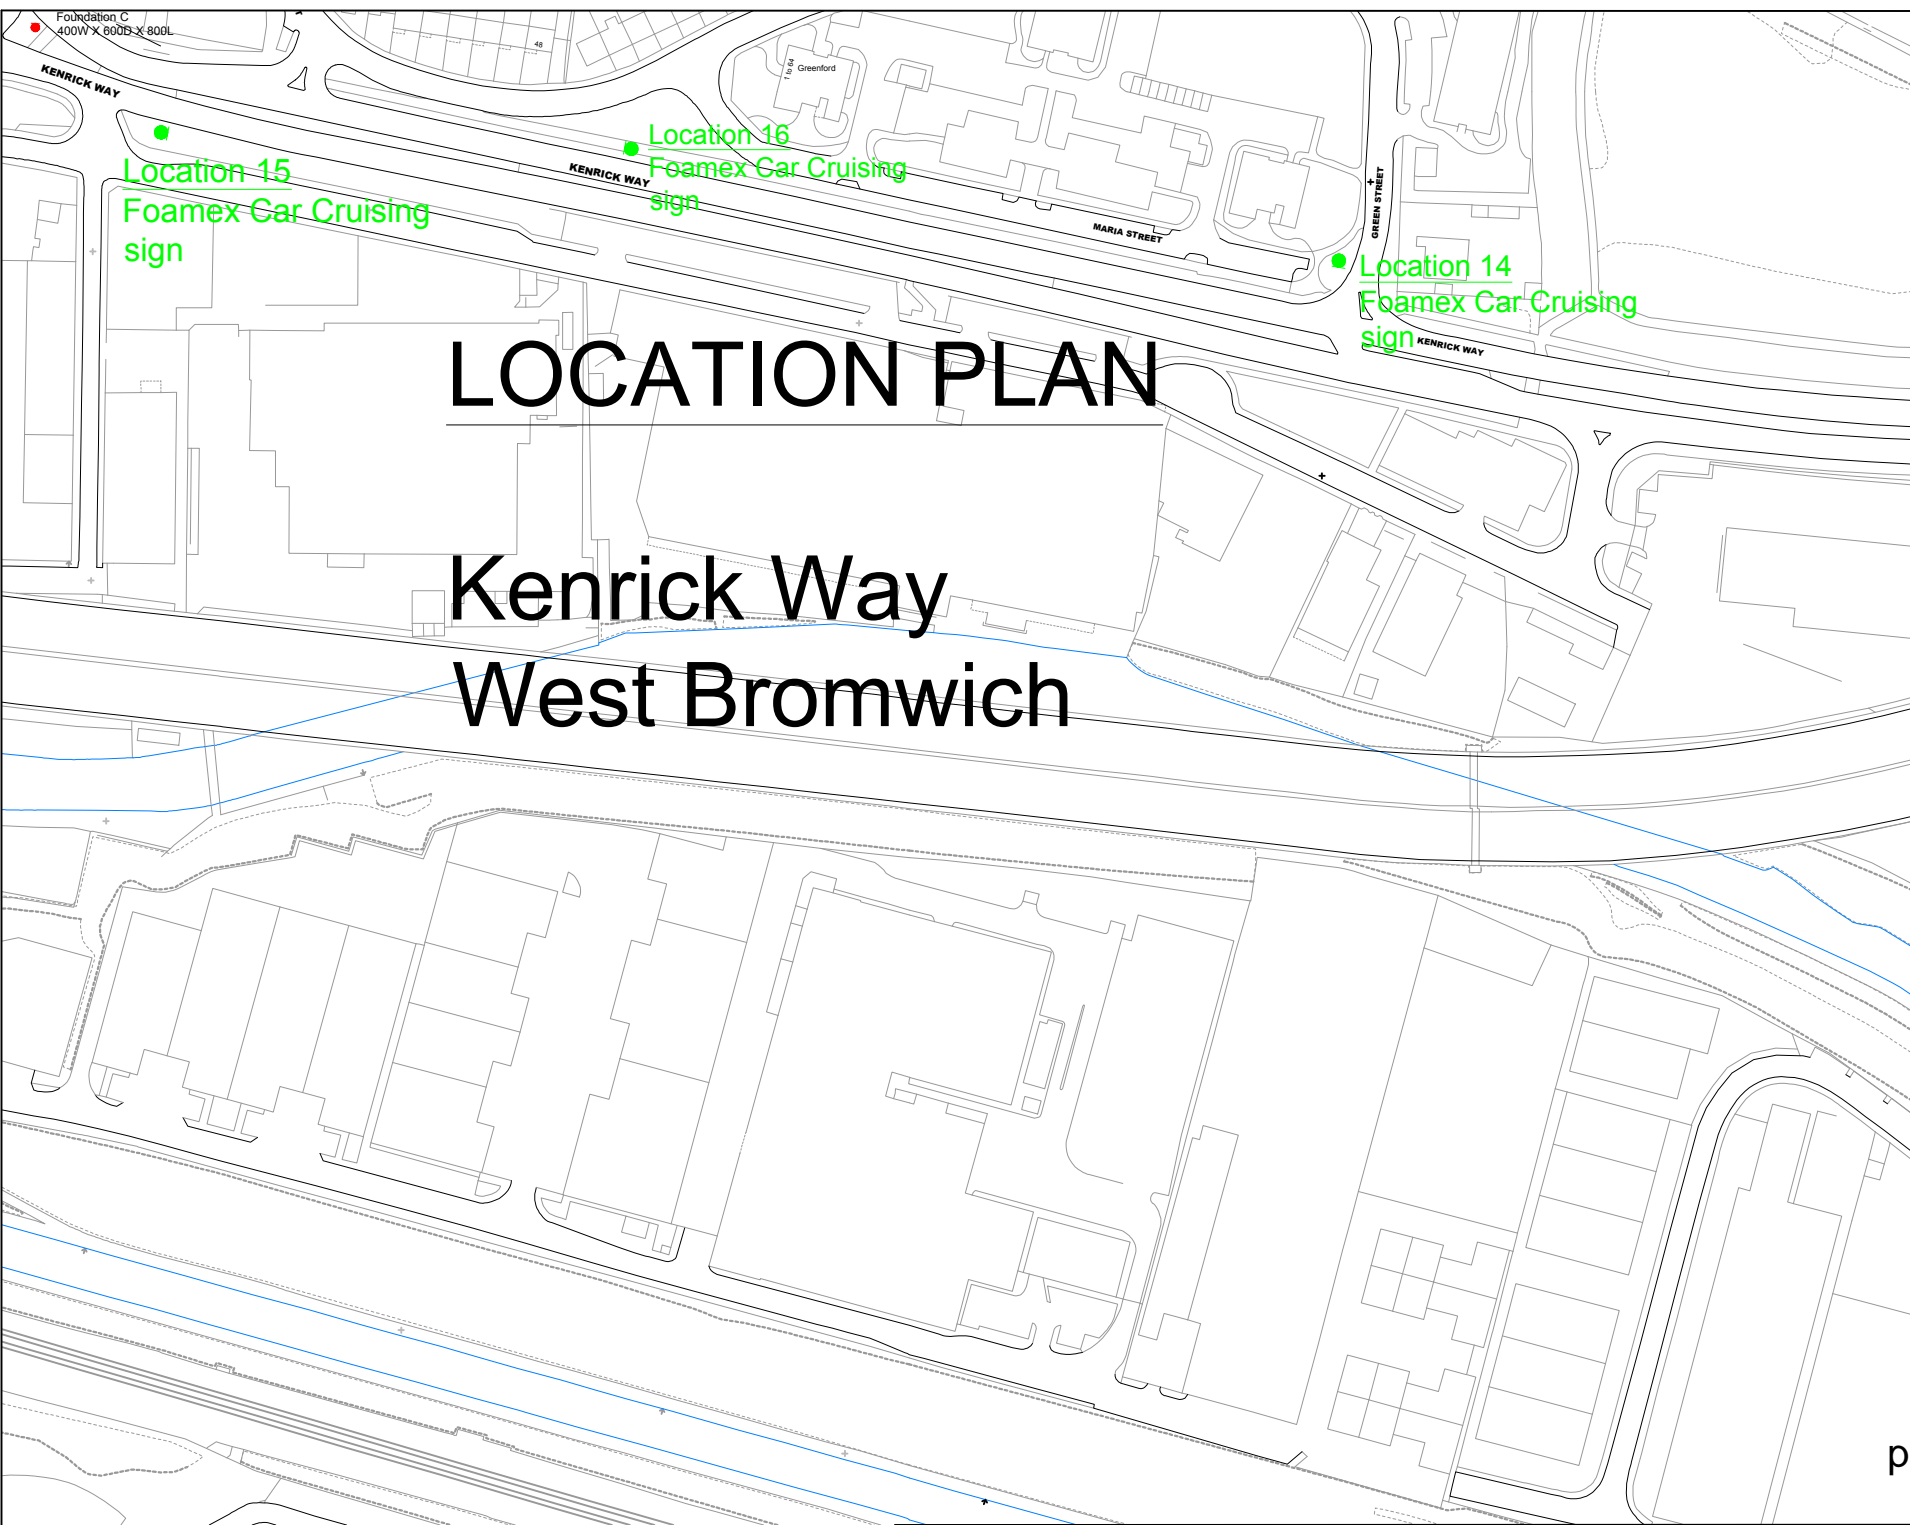 Foundation C
400W X 600D X 800L
KENRICK WAY
48
1 to 64
Greenford
Location 15
Foamex Car Cruising
sign
Location 16
Foamex Car Cruising
sign
KENRICK WAY
MARIA STREET
GREEN STREET
Location 14
Foamex Car Cruising
sign
KENRICK WAY
LOCATION PLAN
Kenrick Way
West Bromwich
p